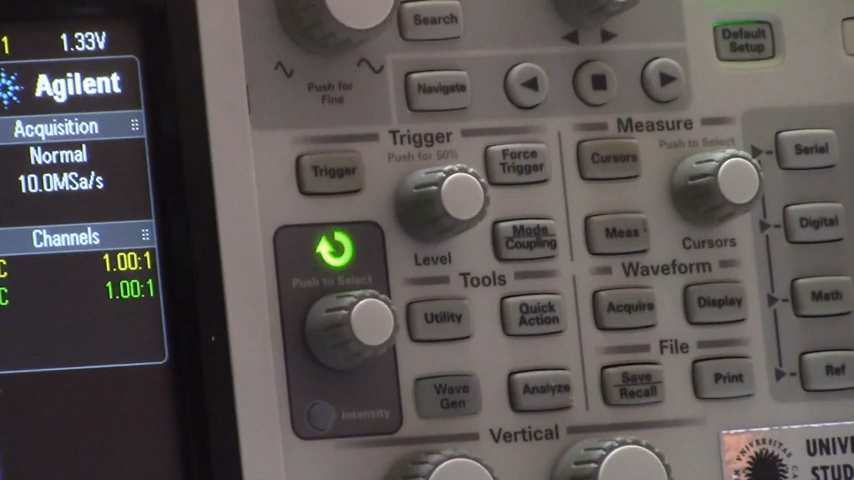 1 1.33V
Agilent
Acquisition
Normal
10.0MSa/s
Channels
C 1.00:1
C 1.00:1
Search
Push for
Fine
Navigate
Default
Setup
Trigger
Push for 50%
Trigger
Force
Trigger
Level
Mode
Coupling
Measure
Push to Select
Cursors
Meas
Cursors
Serial
Digital
Math
Ref
Push to Select
Intensity
Tools
Utility
Quick
Action
Wave
Gen
Analyze
Waveform
Acquire
Display
File
Save
Recall
Print
Vertical
UNIV
STUD